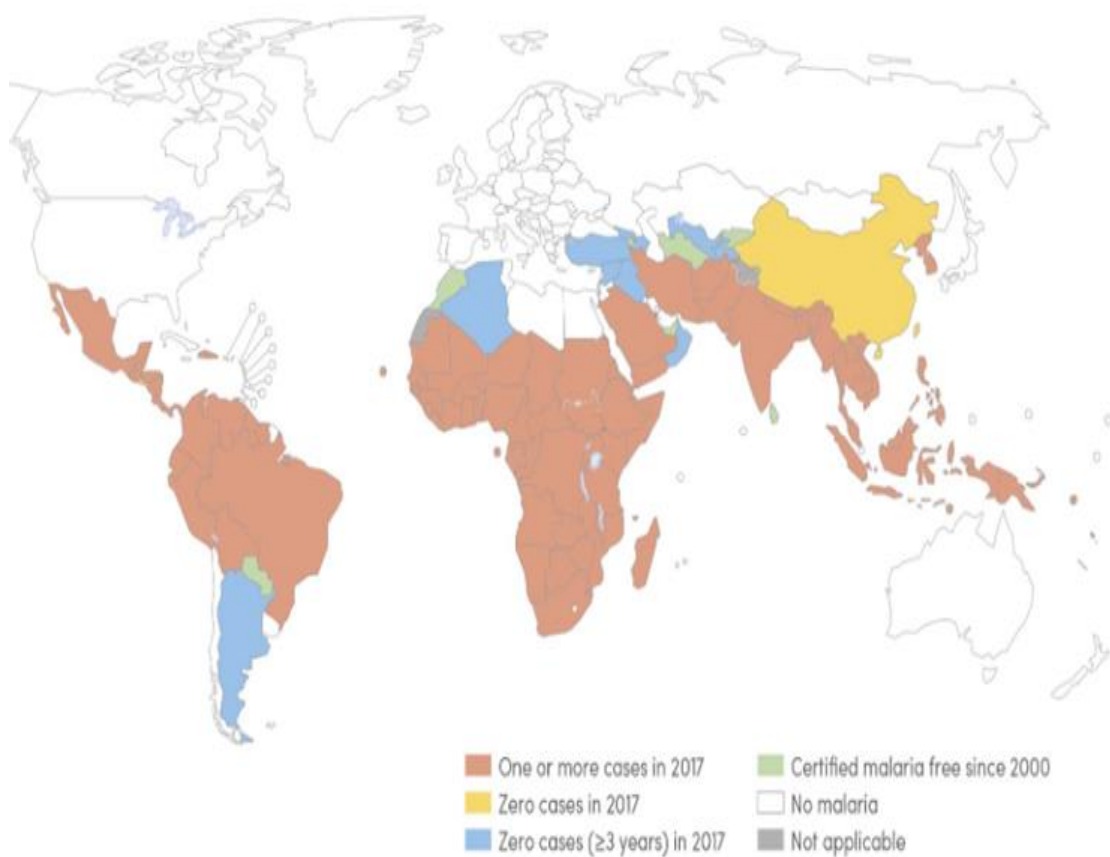 One or more cases in 2017
Zero cases in 2017
Zero cases (≥3 years) in 2017
Certified malaria free since 2000
No malaria
Not applicable